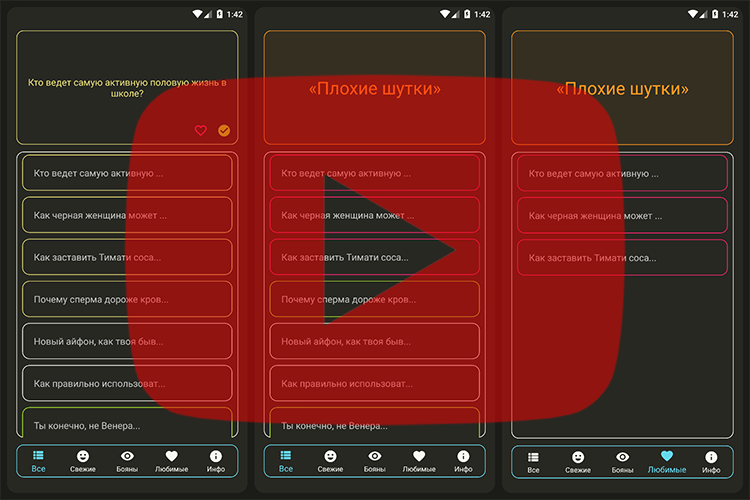 1:42
Кто ведет самую активную половую жизнь в
школе?
Кто ведет самую активную ...
Как черная женщина может ...
Как заставить Тимати соса...
Почему сперма дороже кров...
Новый айфон, как твоя быв...
Как правильно использоват...
Ты конечно, не Венера...
Все
Свежие
Бояны
Любимые
Инфо
1:42
«Плохие шутки»
Кто ведет самую активную ...
Как черная женщина может ...
Как заставить Тимати соса...
Почему сперма дороже кров...
Новый айфон, как твоя быв...
Как правильно использоват...
Ты конечно, не Венера...
Все
Свежие
Бояны
Любимые
Инфо
1:42
«Плохие шутки»
Кто ведет самую активную ...
Как черная женщина может ...
Как заставить Тимати соса...
Все
Свежие
Бояны
Любимые
Инфо